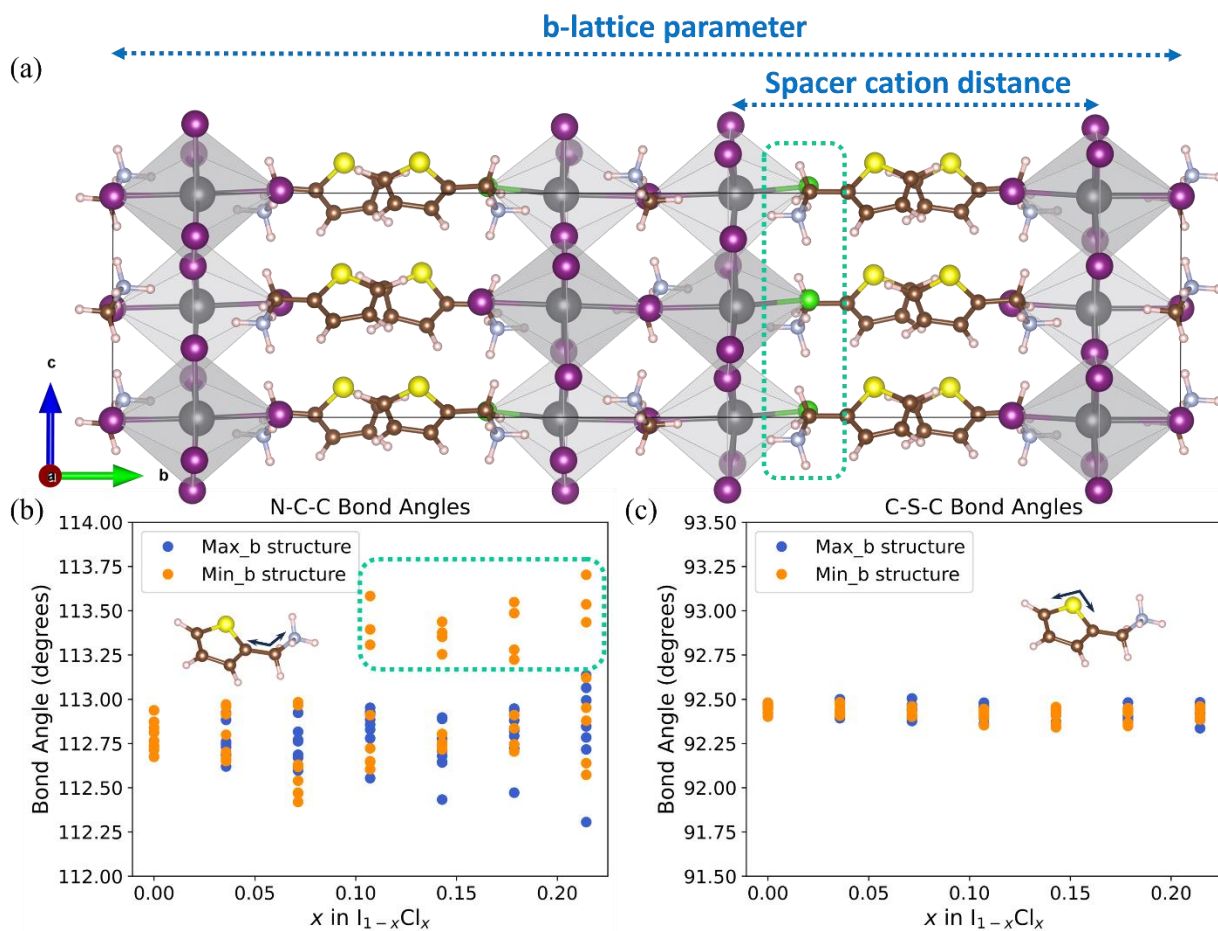 b-lattice parameter
(a)
Spacer cation distance
c
a
b
(b)
N-C-C Bond Angles
114.00
113.75
113.50
113.25
113.00
112.75
112.50
112.25
112.00
Bond Angle (degrees)
Max_b structure
Min_b structure
0.00
0.05
0.10
0.15
0.20
x in I₁₋ₓClₓ
(c)
C-S-C Bond Angles
93.50
93.25
93.00
92.75
92.50
92.25
92.00
91.75
91.50
Bond Angle (degrees)
Max_b structure
Min_b structure
0.00
0.05
0.10
0.15
0.20
x in I₁₋ₓClₓ